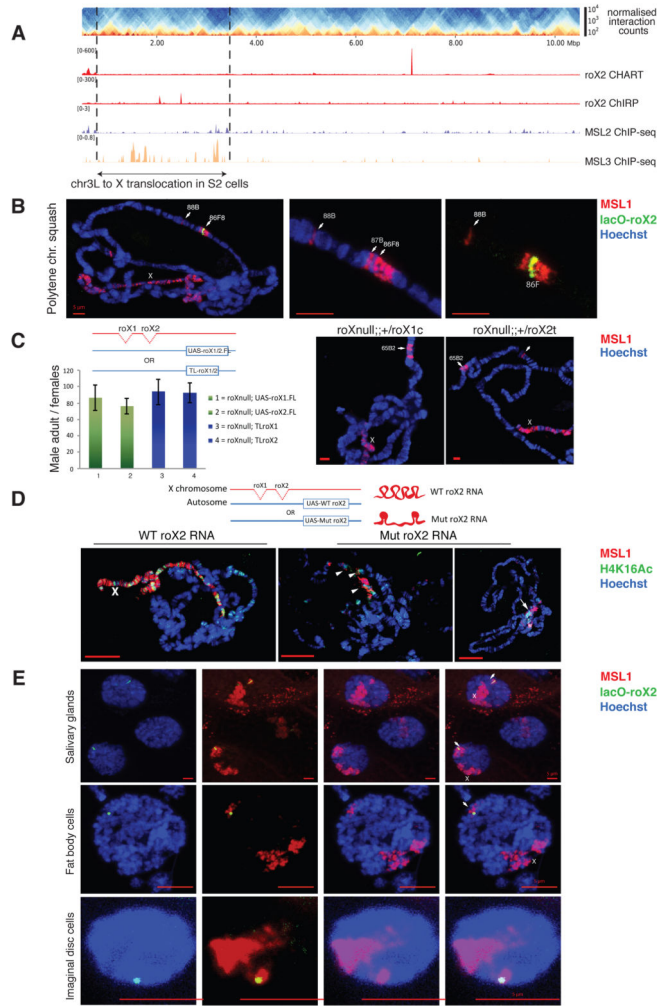 A
normalised
interaction
counts
10⁴
10³
10²
2.00 4.00 6.00 8.00 10.00 Mbp
[0-600]
roX2 CHART
[0-300]
roX2 ChIRP
[0-3]
MSL2 ChIP-seq
[0-0.8]
MSL3 ChIP-seq
chr3L to X translocation in S2 cells
B
Polytene chr. squash
88B
86F8
X
5 μm
88B
87B
86F8
88B
86F
MSL1
lacO-roX2
Hoechst
C
roX1 roX2
UAS-roX1/2.FL
OR
TL-roX1/2
Male adult / females
120
100
80
60
40
20
0
1 2 3 4
1 = roXnull; UAS-roX1.FL
2 = roXnull; UAS-roX2.FL
3 = roXnull; TLroX1
4 = roXnull; TLroX2
roXnull;;+/roX1c
roXnull;;+/roX2t
65B2
X
65B2
X
MSL1
Hoechst
D
X chromosome
roX1 roX2
Autosome
UAS-WT roX2
OR
UAS-Mut roX2
WT roX2 RNA
Mut roX2 RNA
WT roX2 RNA
Mut roX2 RNA
X
MSL1
H4K16Ac
Hoechst
E
Salivary glands
X
X
5 μm
MSL1
lacO-roX2
Hoechst
Fat body cells
X
Imaginal disc cells
5 μm